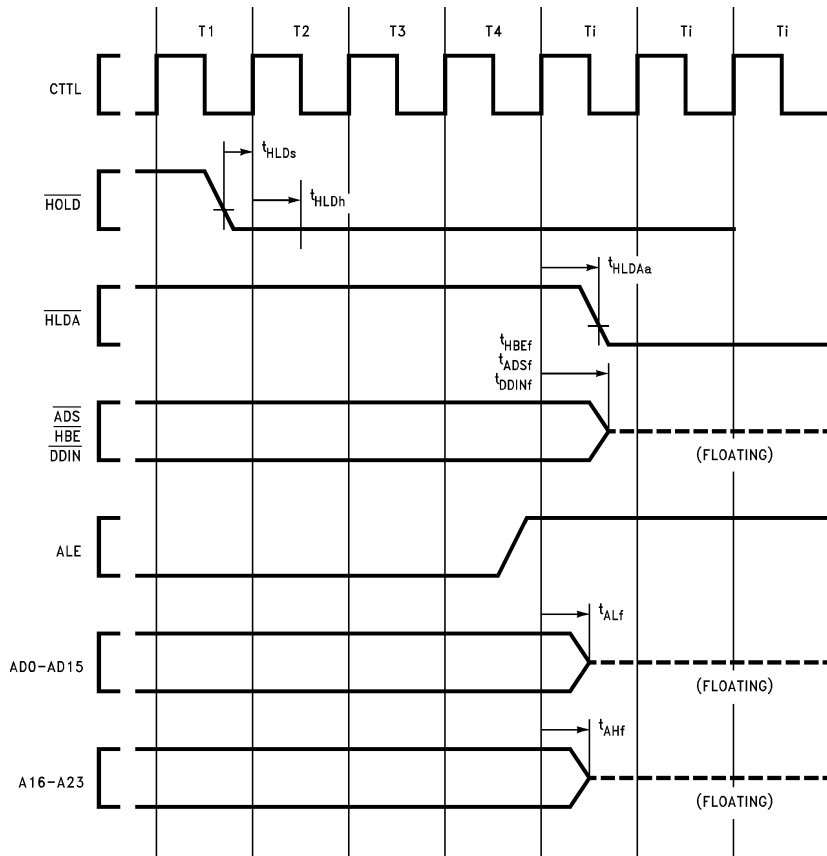 T1 T2 T3 T4 Ti Ti Ti
CTTL
tHLDs
HOLD
tHLDh
tHLDAa
HLDA
tHBEf
tADSf
tDDINf
ADS
HBE
DDIN
(FLOATING)
ALE
tALf
AD0-AD15
(FLOATING)
tAHf
A16-A23
(FLOATING)